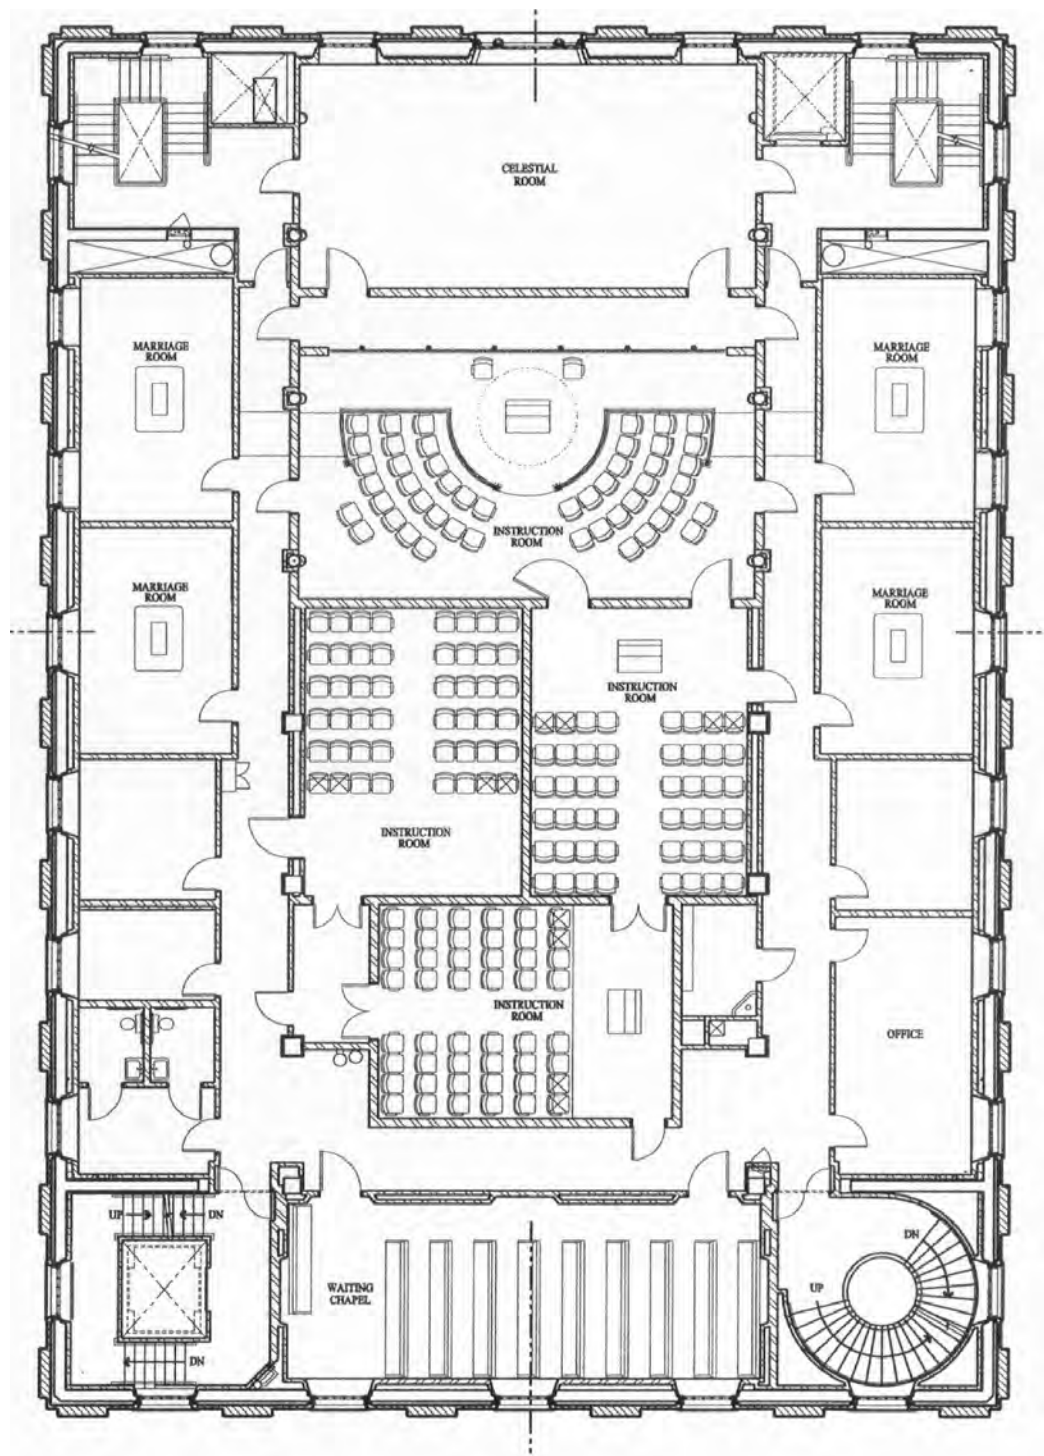 CELESTIAL
ROOM
MARRIAGE
ROOM
MARRIAGE
ROOM
INSTRUCTION
ROOM
MARRIAGE
ROOM
MARRIAGE
ROOM
INSTRUCTION
ROOM
INSTRUCTION
ROOM
INSTRUCTION
ROOM
OFFICE
UP
DN
DN
WAITING
CHAPEL
DN
UP